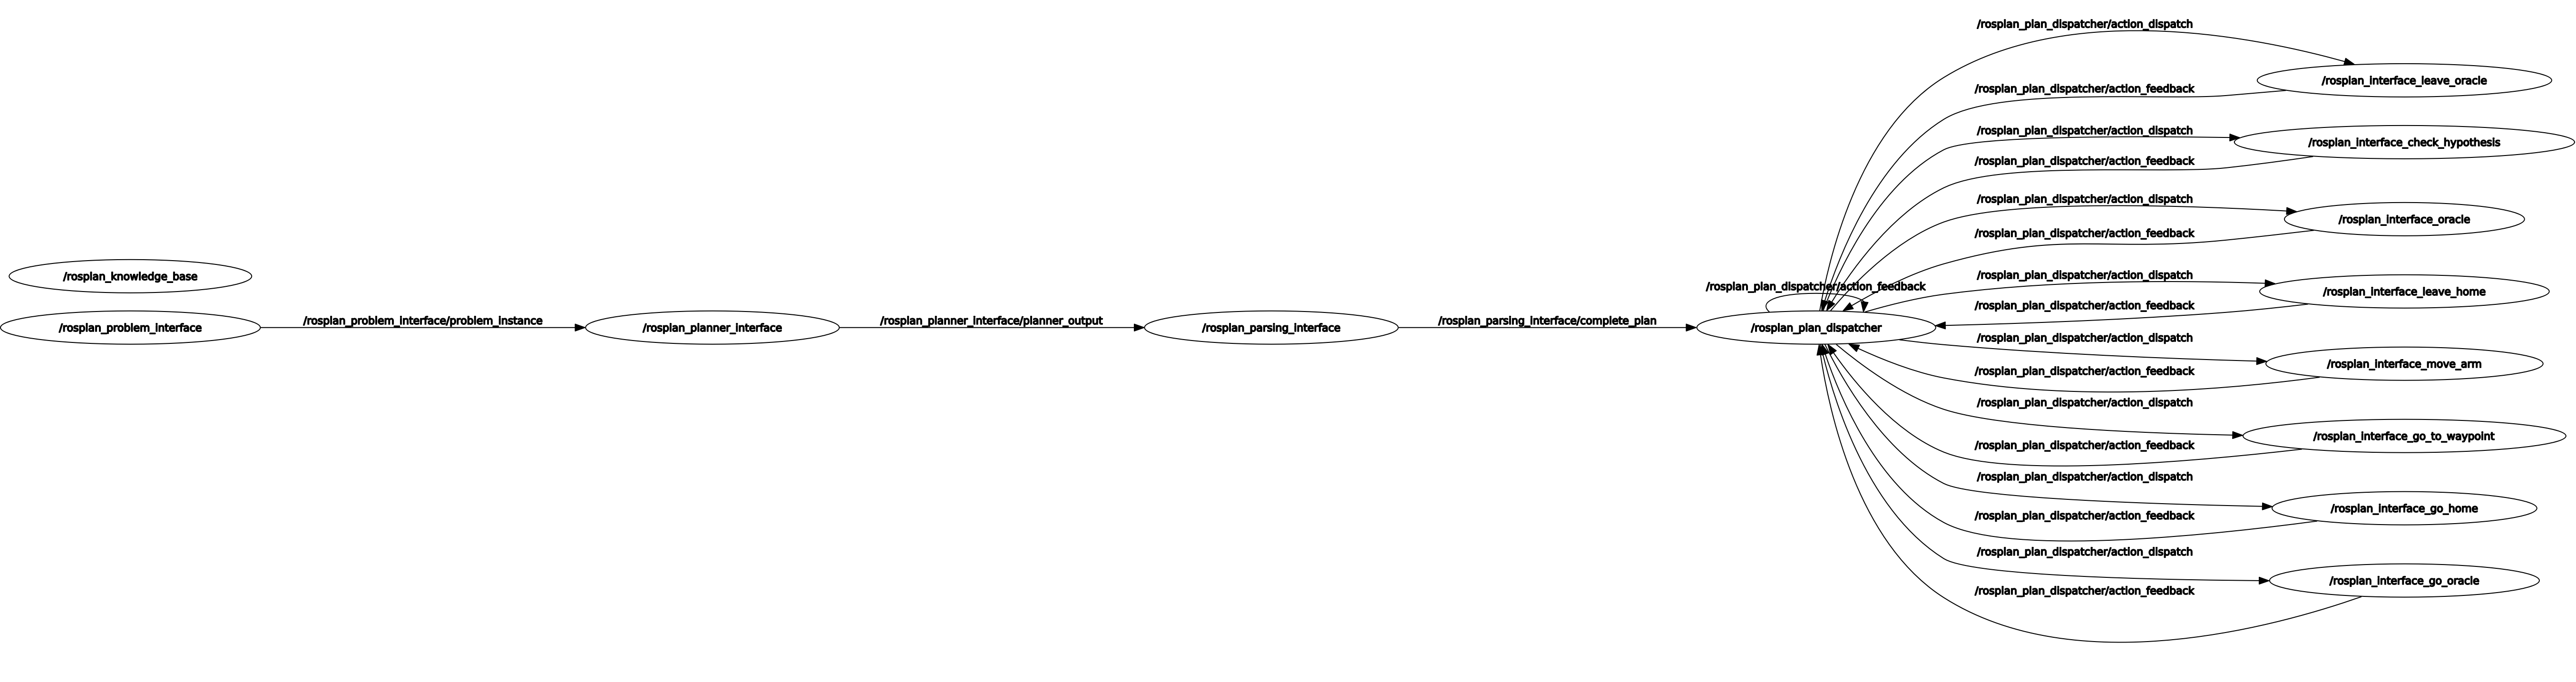 /rosplan_plan_dispatcher/action_dispatch
/rosplan_interface_leave_oracle
/rosplan_plan_dispatcher/action_feedback
/rosplan_plan_dispatcher/action_dispatch
/rosplan_interface_check_hypothesis
/rosplan_plan_dispatcher/action_feedback
/rosplan_plan_dispatcher/action_dispatch
/rosplan_interface_oracle
/rosplan_plan_dispatcher/action_feedback
/rosplan_knowledge_base
/rosplan_plan_dispatcher/action_dispatch
/rosplan_plan_dispatcher/action_feedback
/rosplan_interface_leave_home
/rosplan_plan_dispatcher/action_feedback
/rosplan_problem_interface
/rosplan_problem_interface/problem_instance
/rosplan_planner_interface
/rosplan_planner_interface/planner_output
/rosplan_parsing_interface
/rosplan_parsing_interface/complete_plan
/rosplan_plan_dispatcher
/rosplan_plan_dispatcher/action_dispatch
/rosplan_interface_move_arm
/rosplan_plan_dispatcher/action_feedback
/rosplan_plan_dispatcher/action_dispatch
/rosplan_interface_go_to_waypoint
/rosplan_plan_dispatcher/action_feedback
/rosplan_plan_dispatcher/action_dispatch
/rosplan_interface_go_home
/rosplan_plan_dispatcher/action_feedback
/rosplan_plan_dispatcher/action_dispatch
/rosplan_interface_go_oracle
/rosplan_plan_dispatcher/action_feedback